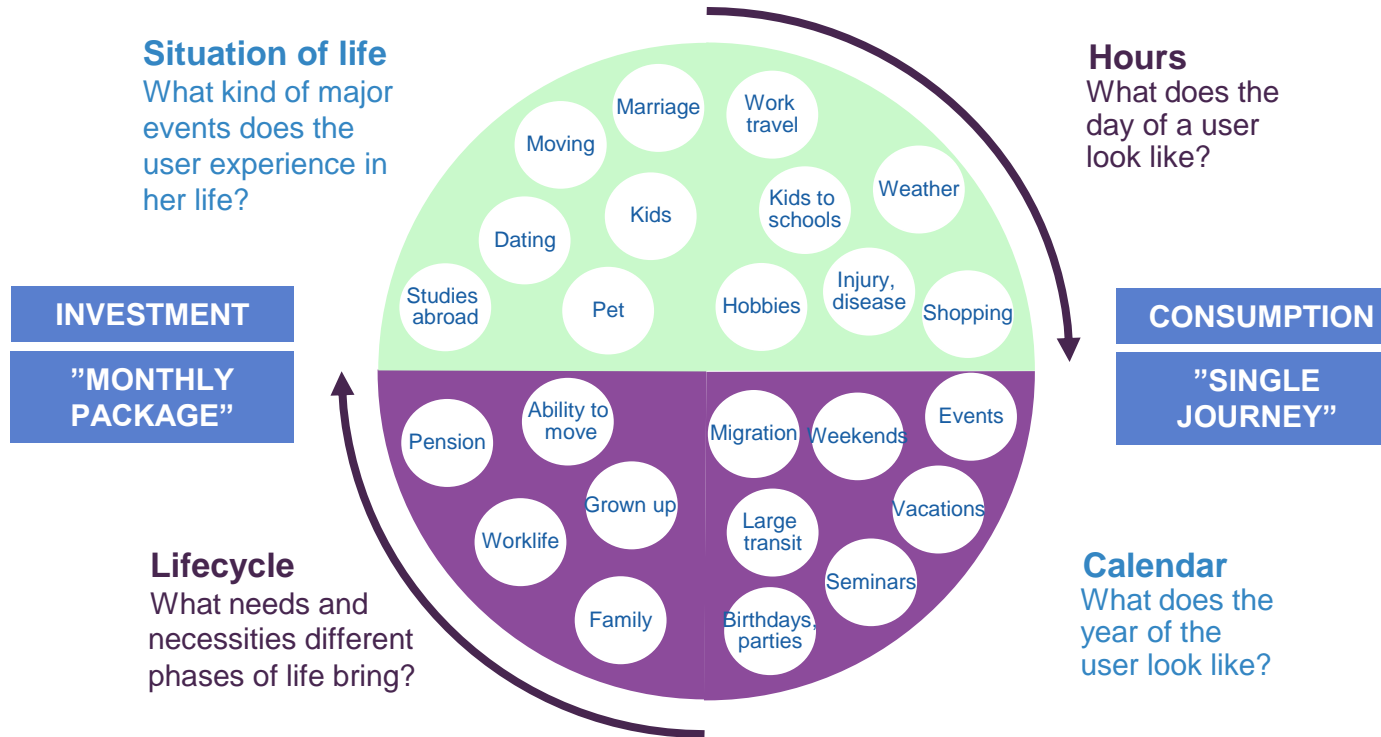 Situation of life
What kind of major
events does the
user experience in
her life?
Hours
What does the
day of a user
look like?
Marriage
Work
travel
Moving
Weather
Kids to
schools
Kids
Dating
Studies
abroad
Pet
Hobbies
Injury,
disease
Shopping
INVESTMENT
”MONTHLY
PACKAGE”
CONSUMPTION
”SINGLE
JOURNEY”
Pension
Ability to
move
Grown up
Worklife
Family
Migration
Weekends
Events
Vacations
Large
transit
Seminars
Birthdays,
parties
Lifecycle
What needs and
necessities different
phases of life bring?
Calendar
What does the
year of the
user look like?